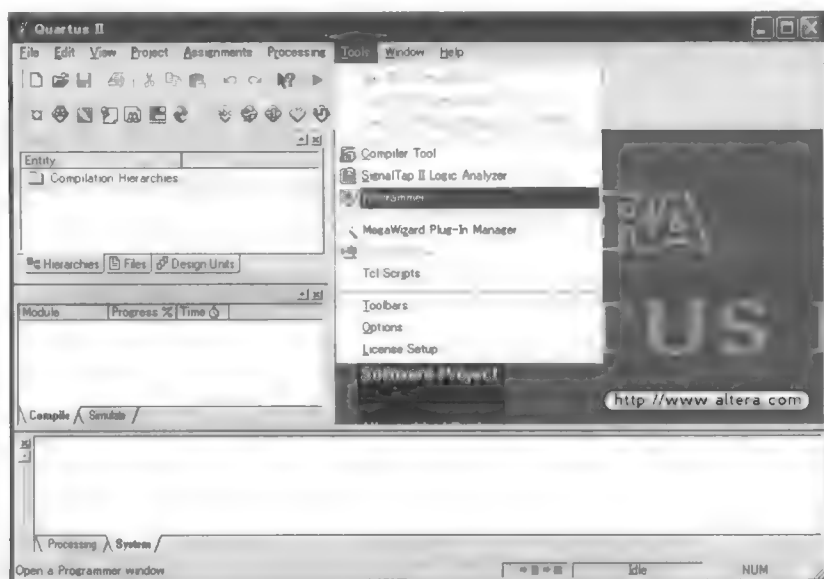 Quartus II
File Edit View Project Assignments Processing Tools Window Help
Compiler Tool
SignalTap II Logic Analyzer
MegaWizard Plug-In Manager
Tcl Scripts
Toolbars
Options
License Setup
Entity
Compilation Hierarchies
Hierarchies Files Design Units
Module Progress % Time
Compile Simulate
US
http://www altera com
Processing System
Open a Programmer window
Idle NUM